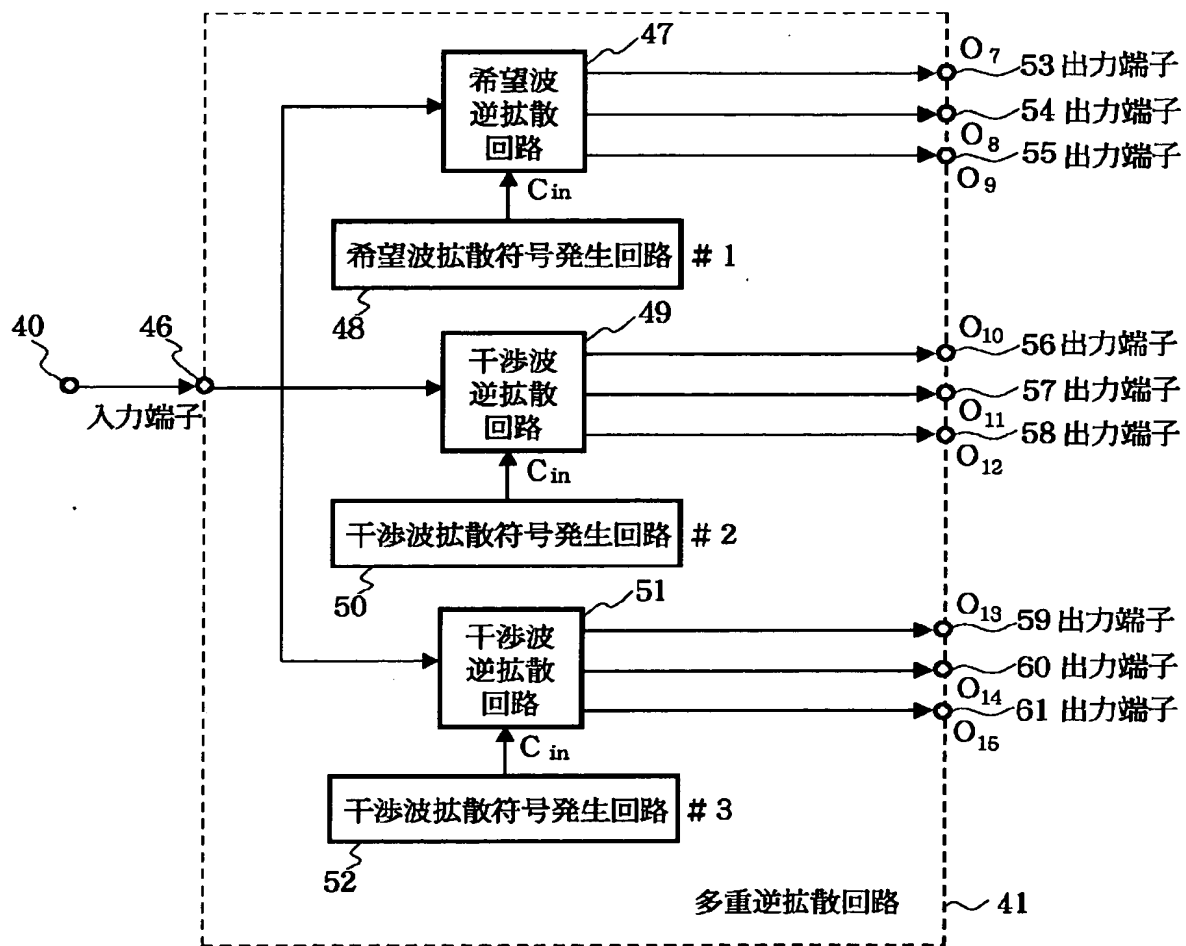 47
希望波
逆拡散
回路
O7
53 出力端子
54 出力端子
O8
55 出力端子
O9
Cin
希望波拡散符号発生回路 #1
48
40
46
入力端子
49
干渉波
逆拡散
回路
O10
56 出力端子
57 出力端子
O11
58 出力端子
O12
Cin
干渉波拡散符号発生回路 #2
50
51
干渉波
逆拡散
回路
O13
59 出力端子
60 出力端子
O14
61 出力端子
O15
Cin
干渉波拡散符号発生回路 #3
52
多重逆拡散回路
41